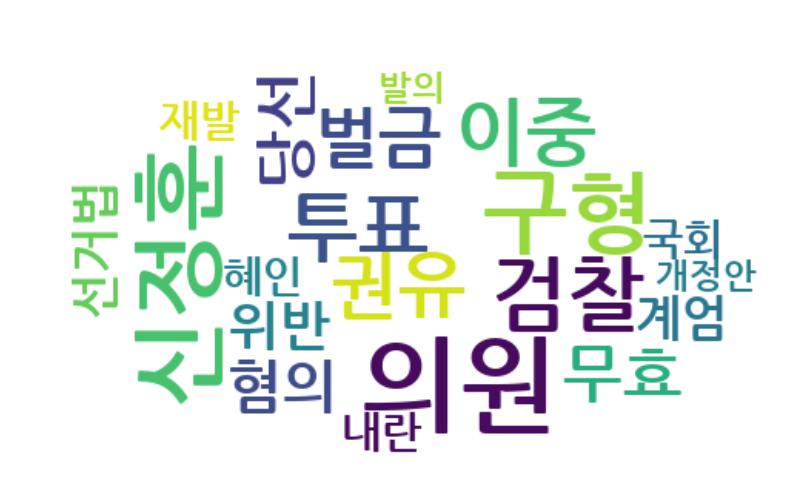 발의
당선
재발
벌금
이중
신정훈
구형
선거법
투표
국회
혜인
권유
검찰
개정안
계엄
위반
의원
무효
혐의
내란